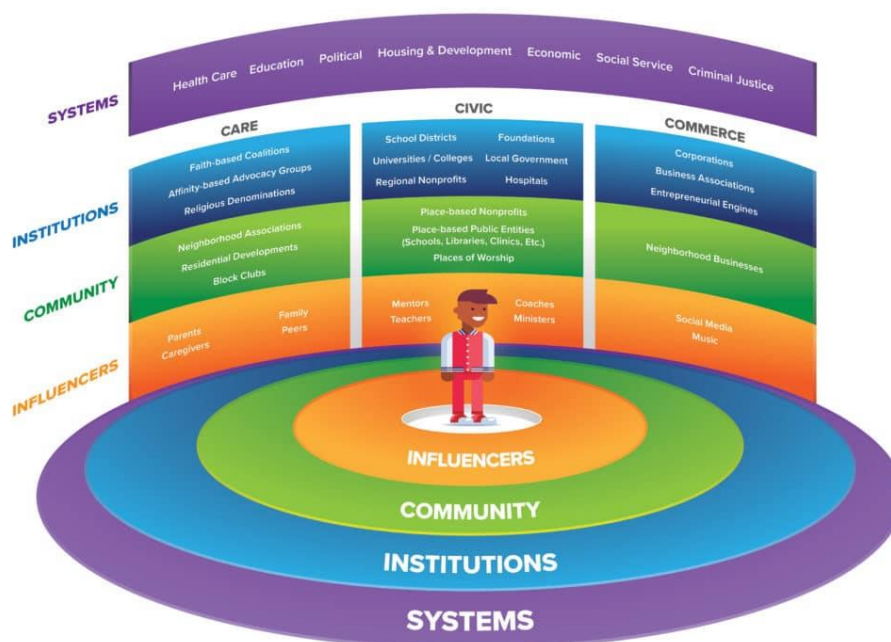 SYSTEMS
Health Care Education Political Housing & Development Economic Social Service Criminal Justice
CARE
CIVIC
COMMERCE
INSTITUTIONS
Faith-based Coalitions
Affinity-based Advocacy Groups
Religious Denominations
School Districts Foundations
Universities / Colleges Local Government
Regional Nonprofits Hospitals
Corporations
Business Associations
Entrepreneurial Engines
COMMUNITY
Neighborhood Associations
Residential Developments
Block Clubs
Place-based Nonprofits
Place-based Public Entities
(Schools, Libraries, Clinics, Etc.)
Places of Worship
Neighborhood Businesses
INFLUENCERS
Parents Family
Caregivers Peers
Mentors Coaches
Teachers Ministers
Social Media
Music
INFLUENCERS
COMMUNITY
INSTITUTIONS
SYSTEMS